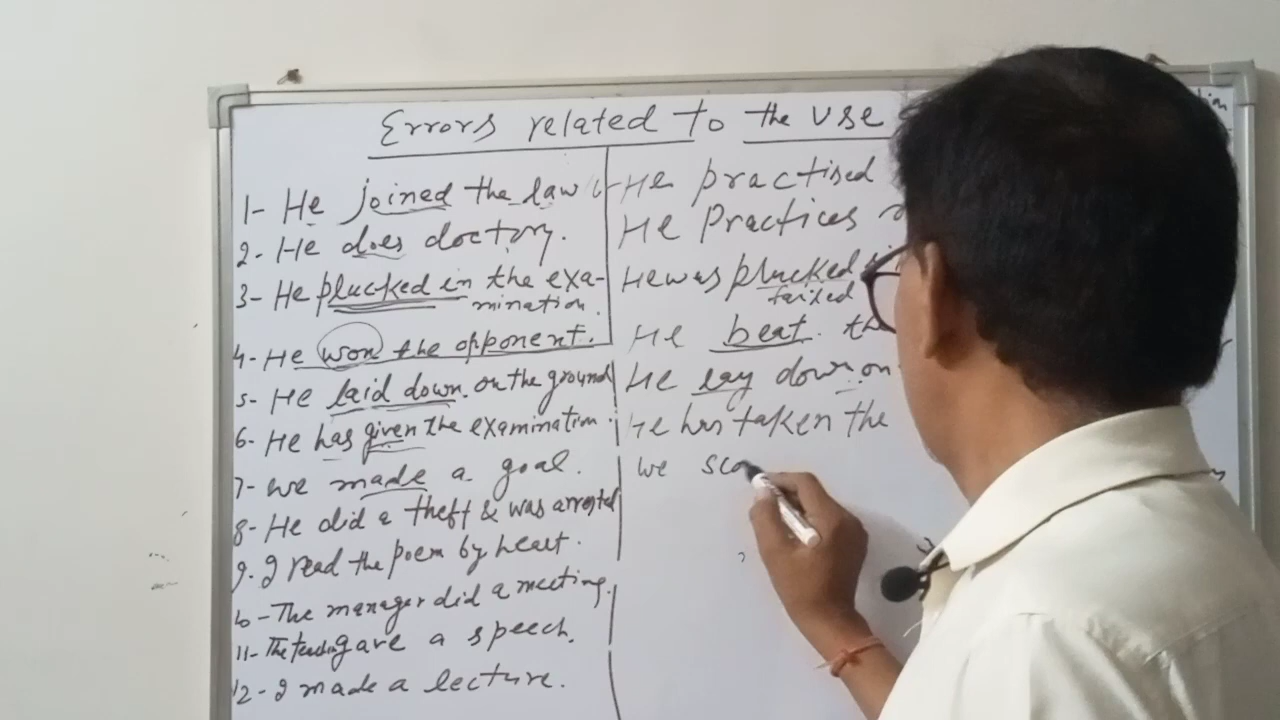 Errors related to the use
1- He joined the law
2- He does doctory.
3- He plucked in the exa-
mination.
4- He won the opponent.
5- He laid down on the ground
6- He has given the examination.
7- We made a goal.
8- He did a theft & was arrested
9. I read the poem by heart.
10- The manager did a meeting.
11- The gave a speech.
12- I made a lecture.
He practised
He Practices
He was plucked
failed
He beat the
He lay down on
He has taken the
We sco